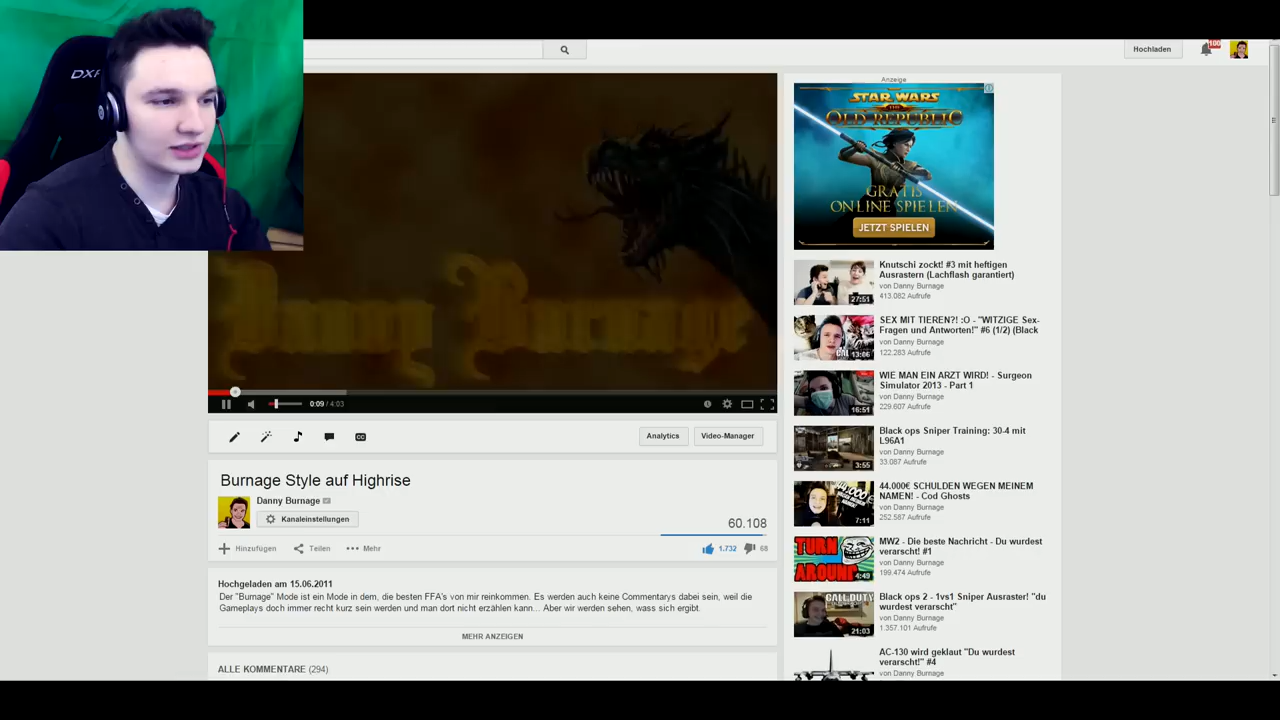 DXR
Hochladen
100
Anzeige
STAR WARS
THE
OLD REPUBLIC
GRATIS
ONLINE SPIELEN
JETZT SPIELEN
Danny Burnage
0:09 / 4:03
Analytics
Video-Manager
Burnage Style auf Highrise
Danny Burnage
Kanaleinstellungen
60.108
Hinzufügen
Teilen
Mehr
1.732
68
Hochgeladen am 15.06.2011
Der "Burnage" Mode ist ein Mode in dem, die besten FFA's von mir reinkommen. Es werden auch keine Commentarys dabei sein, weil die
Gameplays doch immer recht kurz sein werden und man dort nicht erzählen kann... Aber wir werden sehen, wass sich ergibt.
MEHR ANZEIGEN
ALLE KOMMENTARE (294)
Knutschi zockt! #3 mit heftigen
Ausrastern (Lachflash garantiert)
von Danny Burnage
413.082 Aufrufe
27:51
SEX MIT TIEREN?! :O - "WITZIGE Sex-
Fragen und Antworten!" #6 (1/2) (Black
von Danny Burnage
122.283 Aufrufe
13:06
WIE MAN EIN ARZT WIRD! - Surgeon
Simulator 2013 - Part 1
von Danny Burnage
229.607 Aufrufe
16:51
Black ops Sniper Training: 30-4 mit
L96A1
von Danny Burnage
33.087 Aufrufe
3:55
44.000€ SCHULDEN WEGEN MEINEM
NAMEN! - Cod Ghosts
von Danny Burnage
252.587 Aufrufe
7:11
MW2 - Die beste Nachricht - Du wurdest
verarscht! #1
von Danny Burnage
199.474 Aufrufe
TURN
AROUND
4:49
Black ops 2 - 1vs1 Sniper Ausraster! "du
wurdest verarscht"
von Danny Burnage
1.357.101 Aufrufe
CALL OF DUTY
21:03
AC-130 wird geklaut "Du wurdest
verarscht!" #4
von Danny Burnage